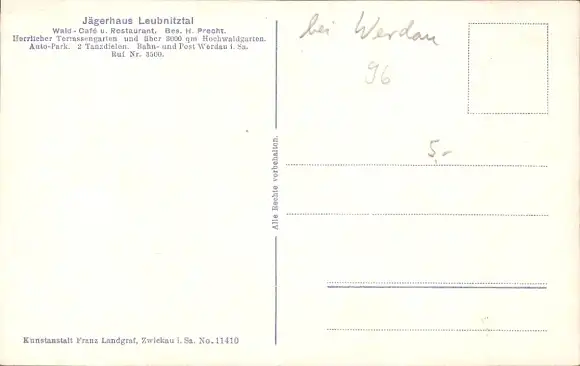 Jägerhaus Leubnitztal
Wald-Café u. Restaurant, Bes. H. Precht.
Herrlicher Terrassengarten und über 3000 qm Hochwaldgarten.
Auto-Park. 2 Tanzdielen. Bahn- und Post Werdau i. Sa.
Ruf Nr. 3560.
bei Werdau
96
5,-
Alle Rechte vorbehalten.
Kunstanstalt Franz Landgraf, Zwickau i. Sa. No. 11410